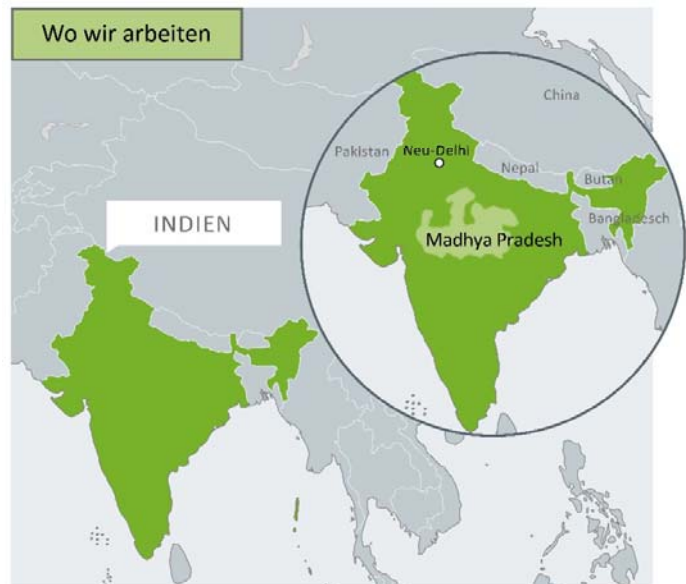 Wo wir arbeiten
China
Pakistan
Neu-Delhi
Nepal
Butan
Bangladesch
INDIEN
Madhya Pradesh